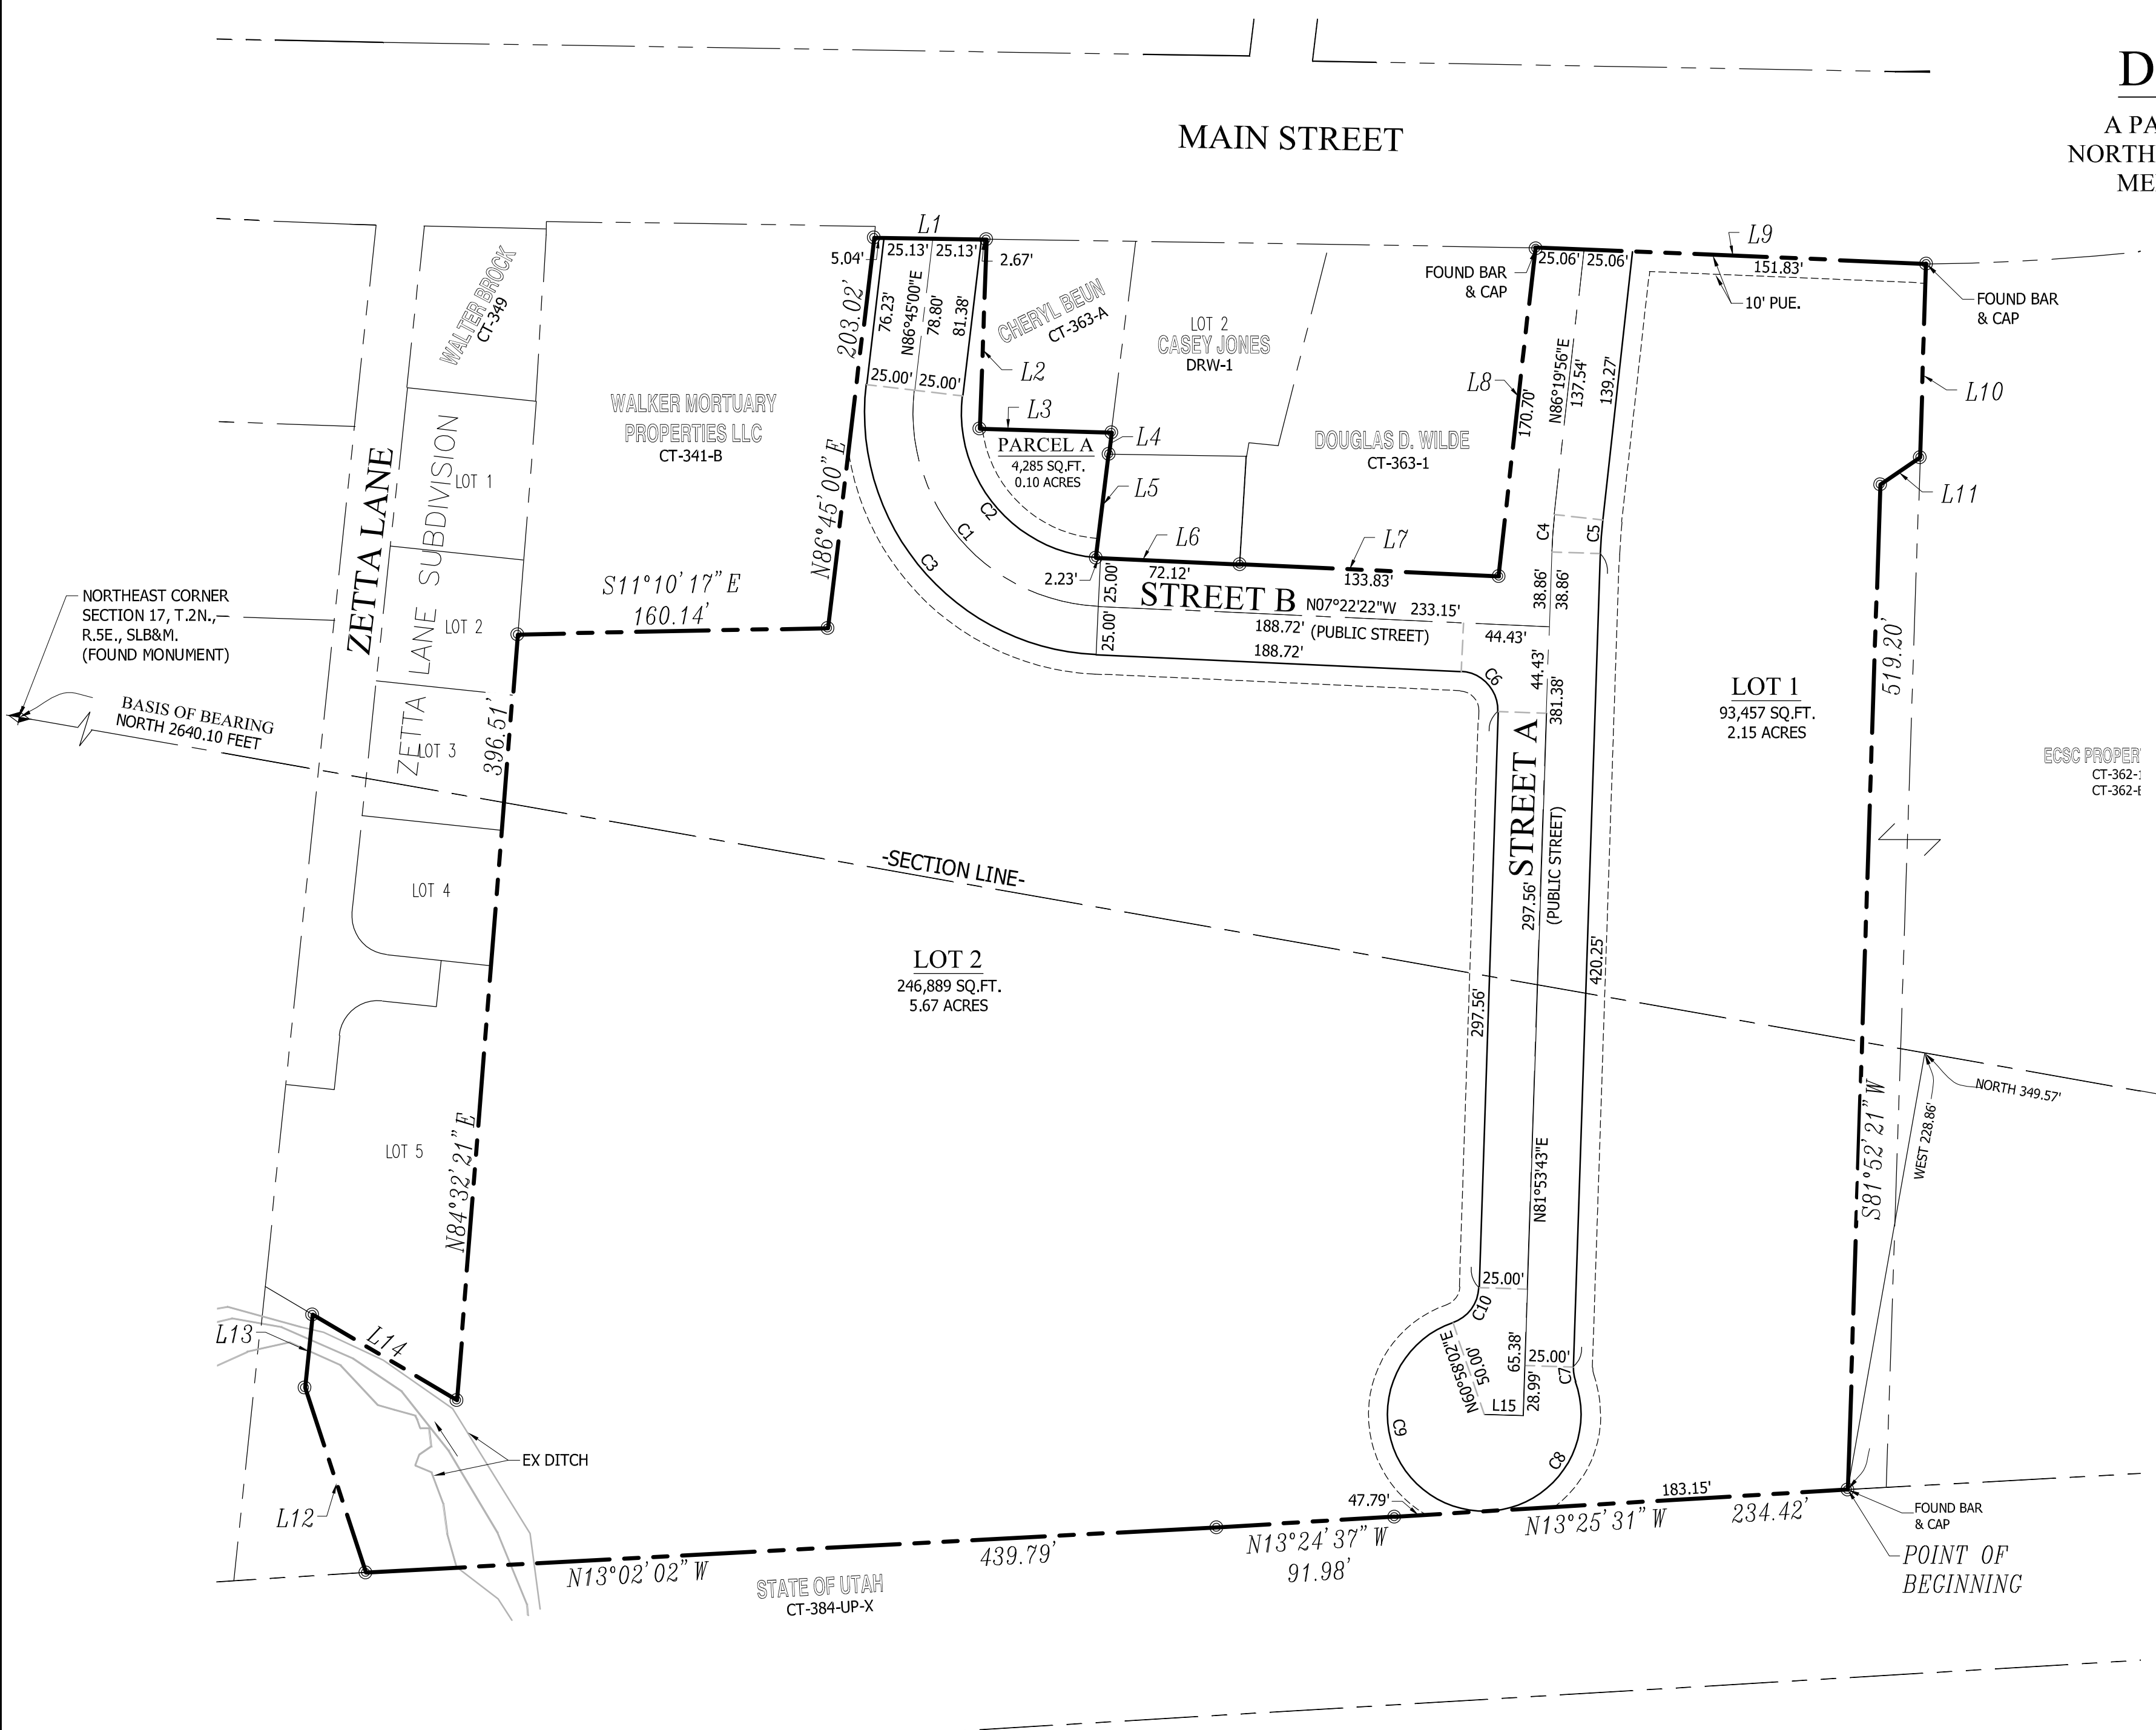 D
A PA
NORTH
ME
MAIN STREET
L1
5.04'
25.13'
25.13'
2.67'
203.02'
76.23'
N86°45'00"E
78.80'
81.38'
25.00'
25.00'
N86°45'00"E
WALTER BROCK
CT-349
CHERYL BEUN
CT-363-A
L2
L3
L4
L5
PARCEL A
4,285 SQ.FT.
0.10 ACRES
LOT 2
CASEY JONES
DRW-1
FOUND BAR
& CAP
25.06'
25.06'
L9
151.83'
10' PUE.
FOUND BAR
& CAP
L8
170.70'
N86°19'56"E
137.54'
139.27'
L10
L11
WALKER MORTUARY
PROPERTIES LLC
CT-341-B
DOUGLAS D. WILDE
CT-363-1
ZETTA LANE
ZETTA LANE SUBDIVISION
LOT 1
LOT 2
LOT 3
LOT 4
LOT 5
C1
C2
C3
C4
C5
L6
L7
2.23'
72.12'
133.83'
25.00'
25.00'
STREET B
N07°22'22"W 233.15'
188.72'
(PUBLIC STREET)
188.72'
44.43'
38.86'
38.86'
C6
44.43'
381.38'
S11°10'17"E
160.14'
NORTHEAST CORNER
SECTION 17, T.2N.,
R.5E., SLB&M.
(FOUND MONUMENT)
BASIS OF BEARING
NORTH 2640.10 FEET
396.51'
N84°32'21"E
-SECTION LINE-
STREET A
(PUBLIC STREET)
297.56'
297.56'
420.25'
LOT 1
93,457 SQ.FT.
2.15 ACRES
519.20'
S81°52'21"W
ECSC PROPER
CT-362-
CT-362-
LOT 2
246,889 SQ.FT.
5.67 ACRES
NORTH 349.57'
WEST 228.86'
N81°53'43"E
25.00'
C10
N60°58'02"E
50.00'
65.38'
25.00'
C7
28.99'
L15
C9
C8
L13
L14
L12
EX DITCH
47.79'
183.15'
N13°02'02"W
439.79'
N13°24'37"W
91.98'
N13°25'31"W
234.42'
FOUND BAR
& CAP
POINT OF
BEGINNING
STATE OF UTAH
CT-384-UP-X